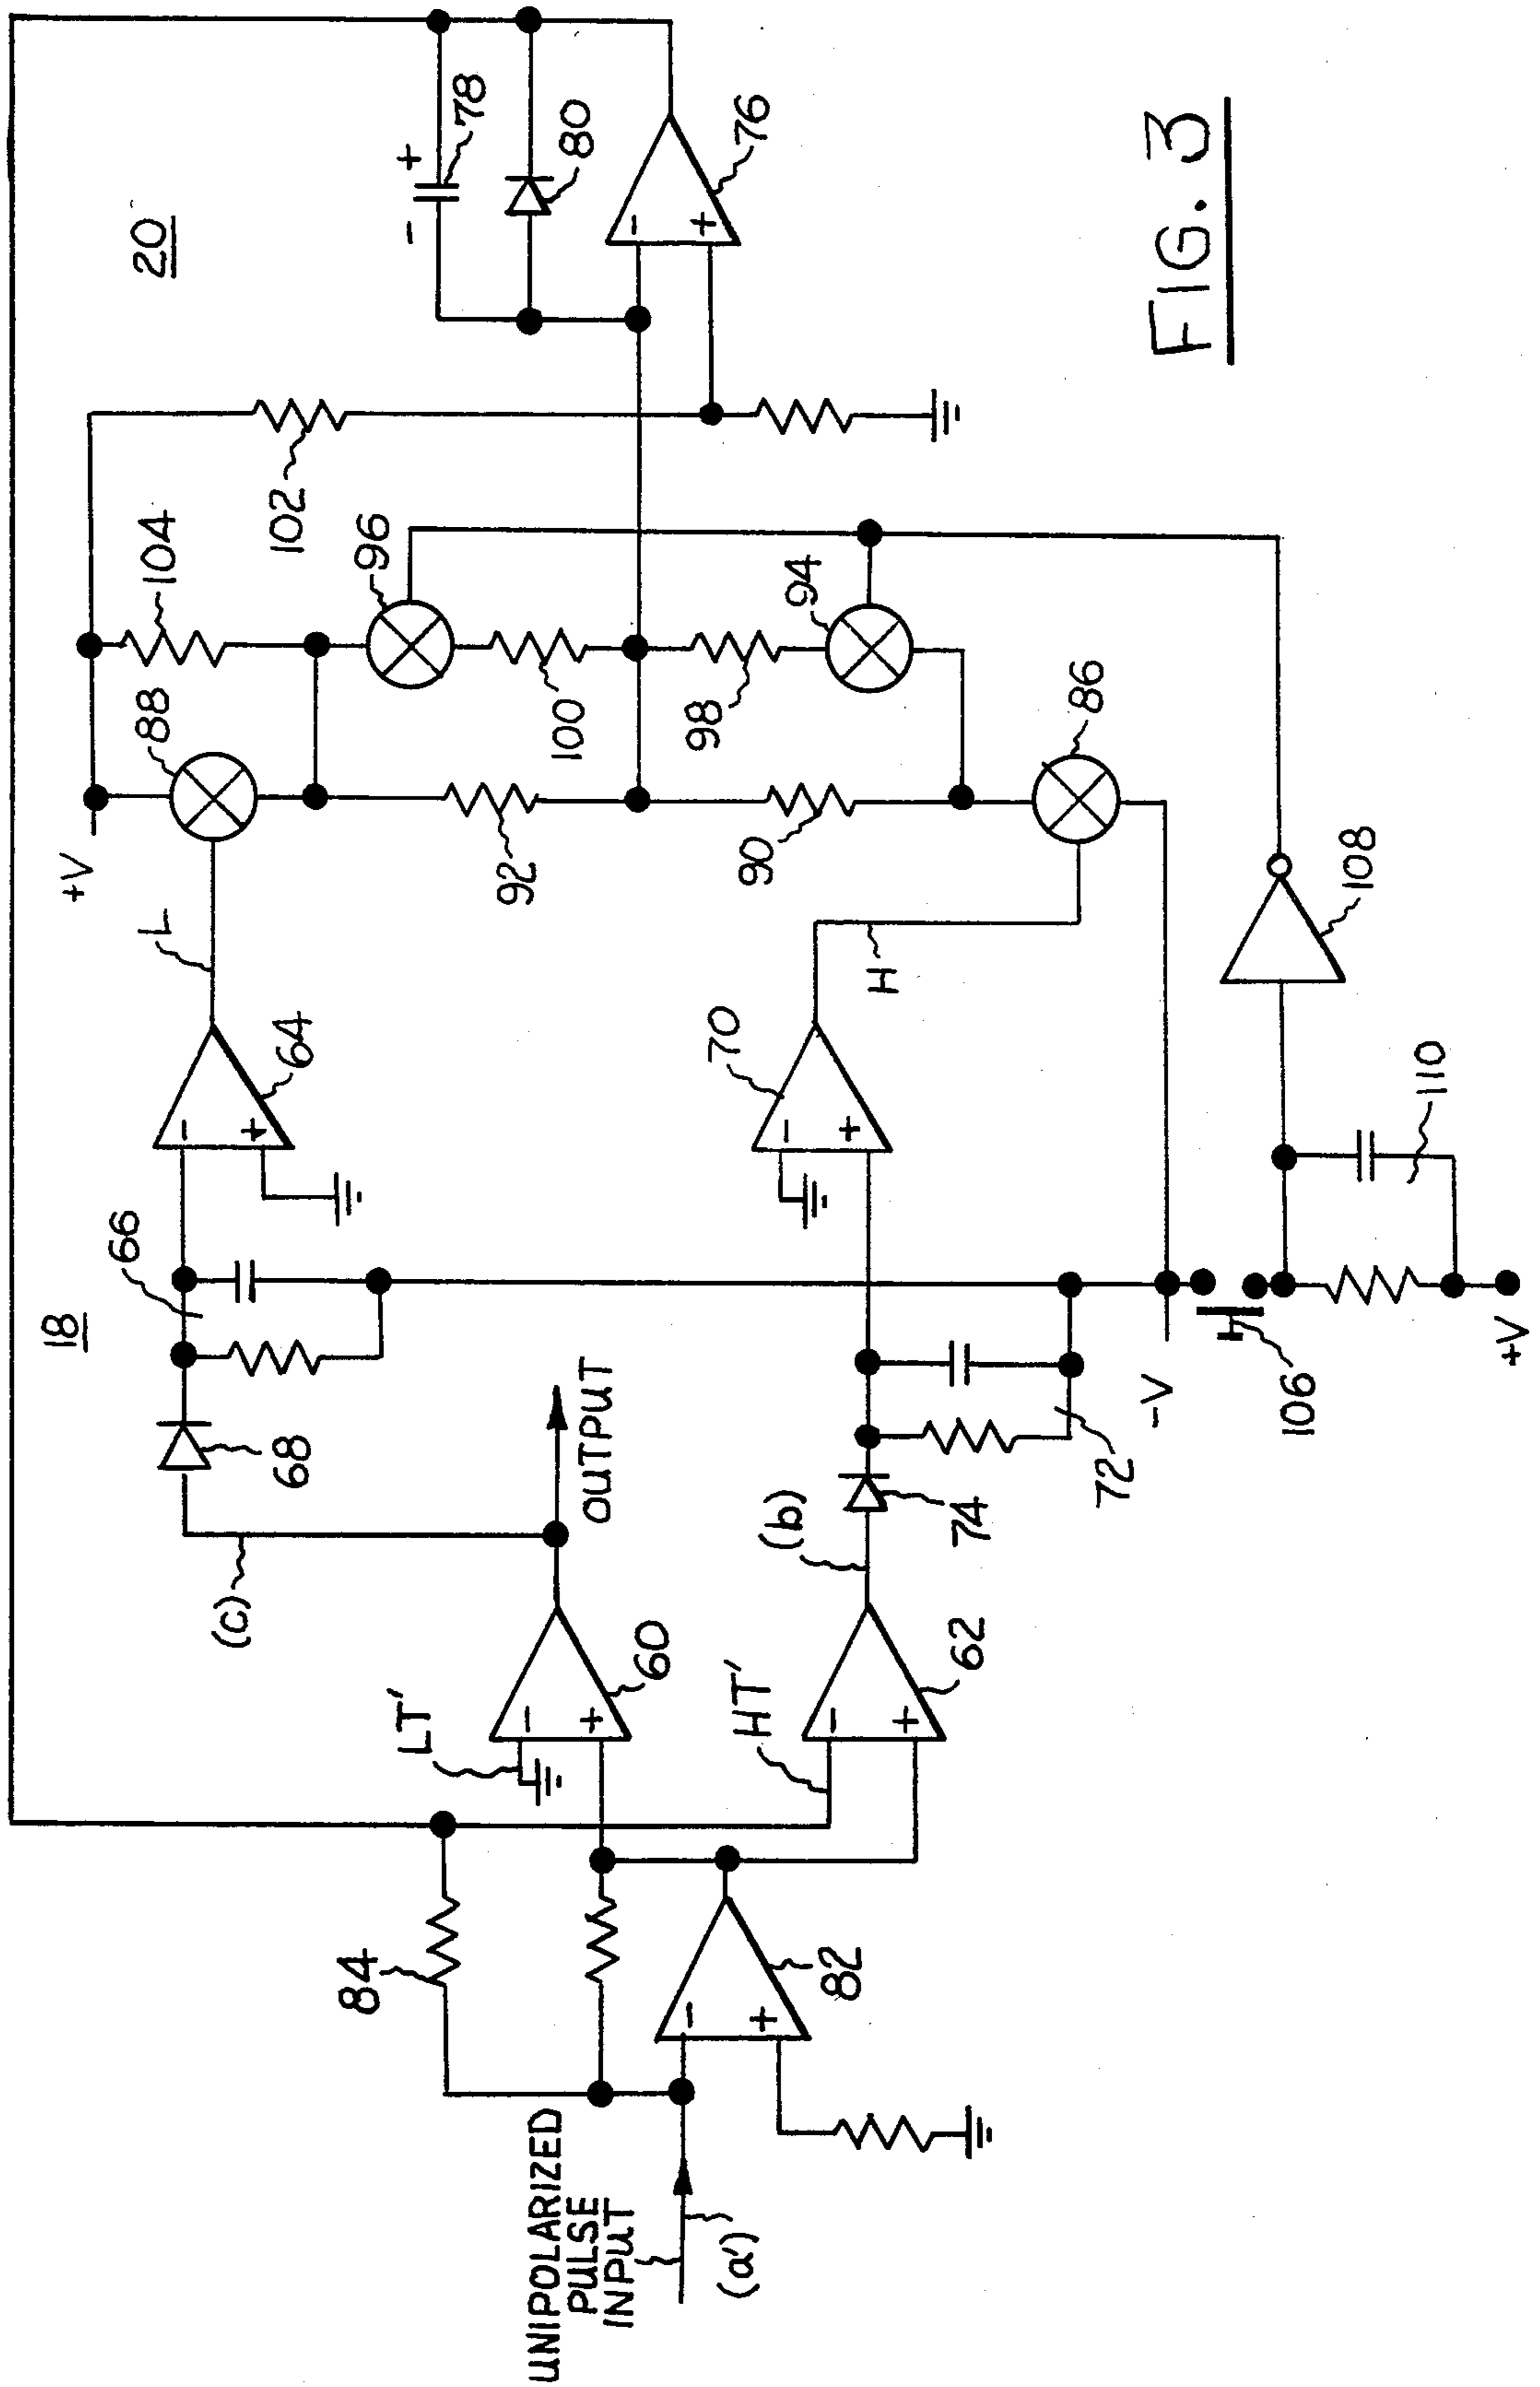 18
20
UNIPOLARIZED
PULSE
INPUT
(a')
84
82
+
-
LT'
HT'
60
-
+
62
-
+
(c)
(b)
OUTPUT
68
66
74
72
64
-
+
70
-
+
L
H
+V
-V
106
+V
110
108
88
92
90
86
104
96
100
98
94
102
-
+
78
80
76
-
+
FIG. 3